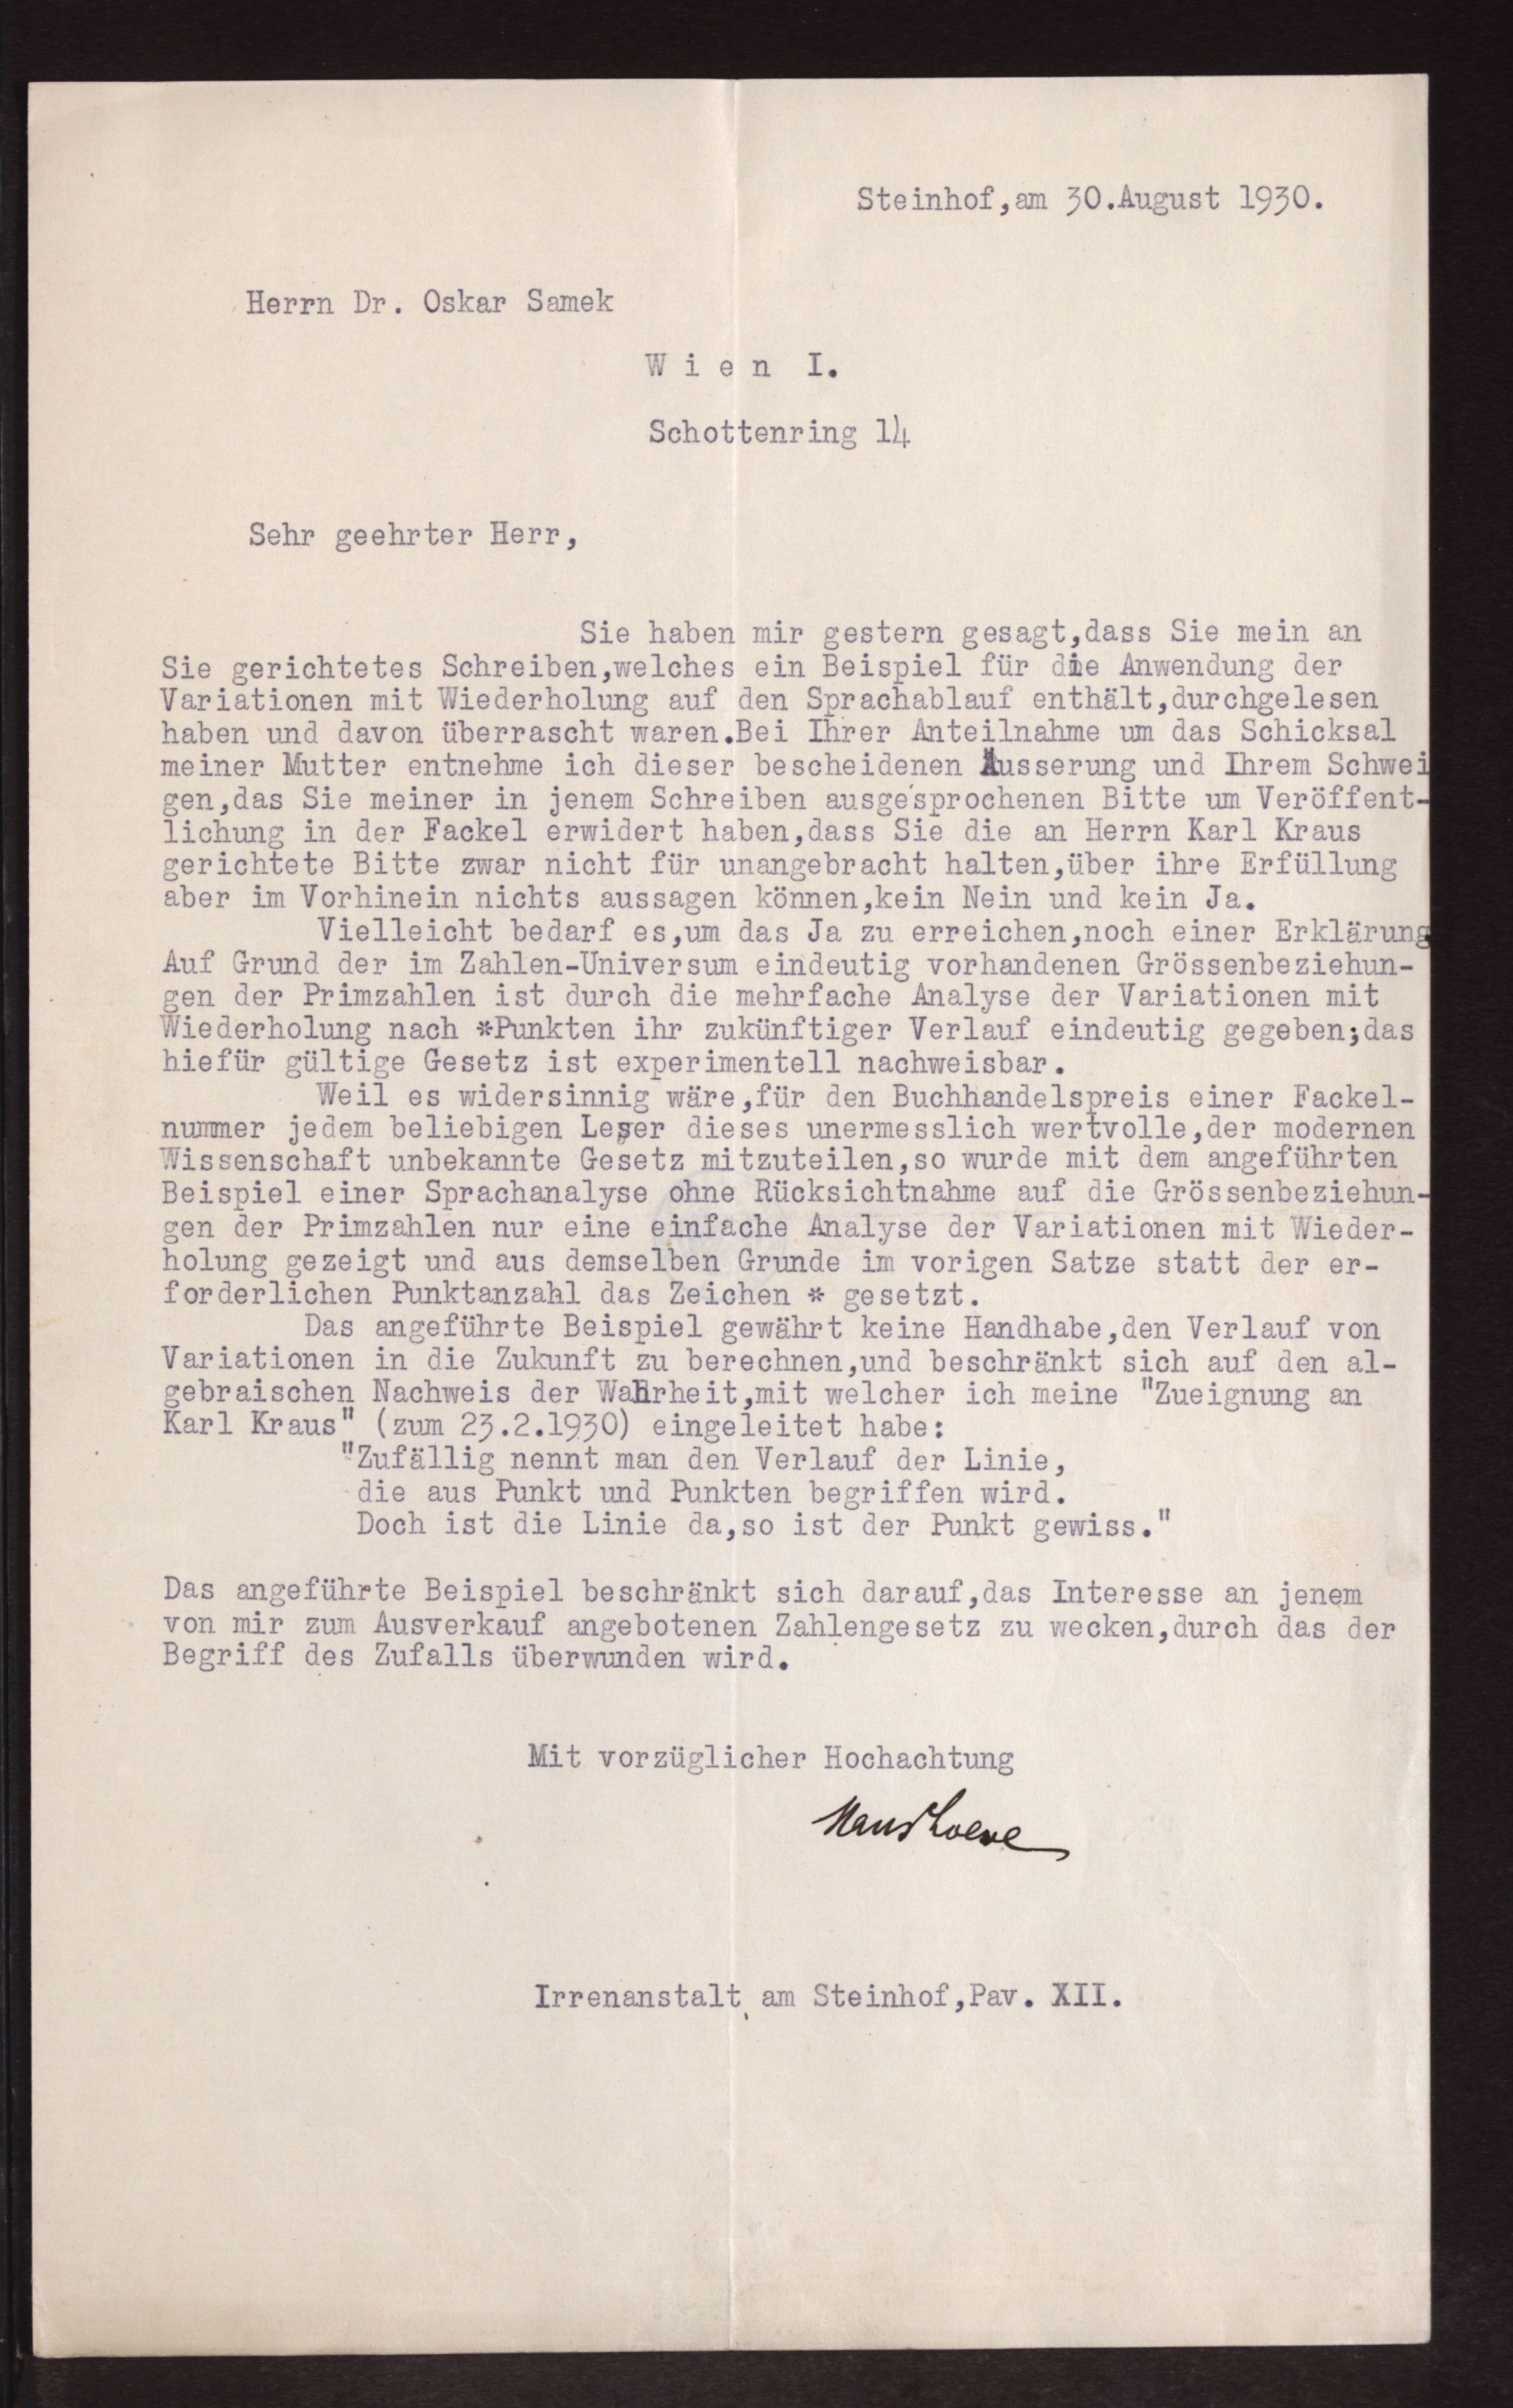 Steinhof,am 30.August 1930.
Herrn Dr. Oskar Samek
W i e n  I.
Schottenring 14
Sehr geehrter Herr,
Sie haben mir gestern gesagt,dass Sie mein an
Sie gerichtetes Schreiben,welches ein Beispiel für die Anwendung der
Variationen mit Wiederholung auf den Sprachablauf enthält,durchgelesen
haben und davon überrascht waren.Bei Ihrer Anteilnahme um das Schicksal
meiner Mutter entnehme ich dieser bescheidenen Äusserung und Ihrem Schwei
gen,das Sie meiner in jenem Schreiben ausgesprochenen Bitte um Veröffent-
lichung in der Fackel erwidert haben,dass Sie die an Herrn Karl Kraus
gerichtete Bitte zwar nicht für unangebracht halten,über ihre Erfüllung
aber im Vorhinein nichts aussagen können,kein Nein und kein Ja.
Vielleicht bedarf es,um das Ja zu erreichen,noch einer Erklärung
Auf Grund der im Zahlen-Universum eindeutig vorhandenen Grössenbeziehun-
gen der Primzahlen ist durch die mehrfache Analyse der Variationen mit
Wiederholung nach *Punkten ihr zukünftiger Verlauf eindeutig gegeben;das
hiefür gültige Gesetz ist experimentell nachweisbar.
Weil es widersinnig wäre,für den Buchhandelspreis einer Fackel-
nummer jedem beliebigen Leser dieses unermesslich wertvolle,der modernen
Wissenschaft unbekannte Gesetz mitzuteilen,so wurde mit dem angeführten
Beispiel einer Sprachanalyse ohne Rücksichtnahme auf die Grössenbeziehun-
gen der Primzahlen nur eine einfache Analyse der Variationen mit Wieder-
holung gezeigt und aus demselben Grunde im vorigen Satze statt der er-
forderlichen Punktanzahl das Zeichen * gesetzt.
Das angeführte Beispiel gewährt keine Handhabe,den Verlauf von
Variationen in die Zukunft zu berechnen,und beschränkt sich auf den al-
gebraischen Nachweis der Wahrheit,mit welcher ich meine "Zueignung an
Karl Kraus" (zum 23.2.1930) eingeleitet habe:
"Zufällig nennt man den Verlauf der Linie,
die aus Punkt und Punkten begriffen wird.
Doch ist die Linie da,so ist der Punkt gewiss."
Das angeführte Beispiel beschränkt sich darauf,das Interesse an jenem
von mir zum Ausverkauf angebotenen Zahlengesetz zu wecken,durch das der
Begriff des Zufalls überwunden wird.
Mit vorzüglicher Hochachtung
Hans Loewe
Irrenanstalt am Steinhof,Pav. XII.